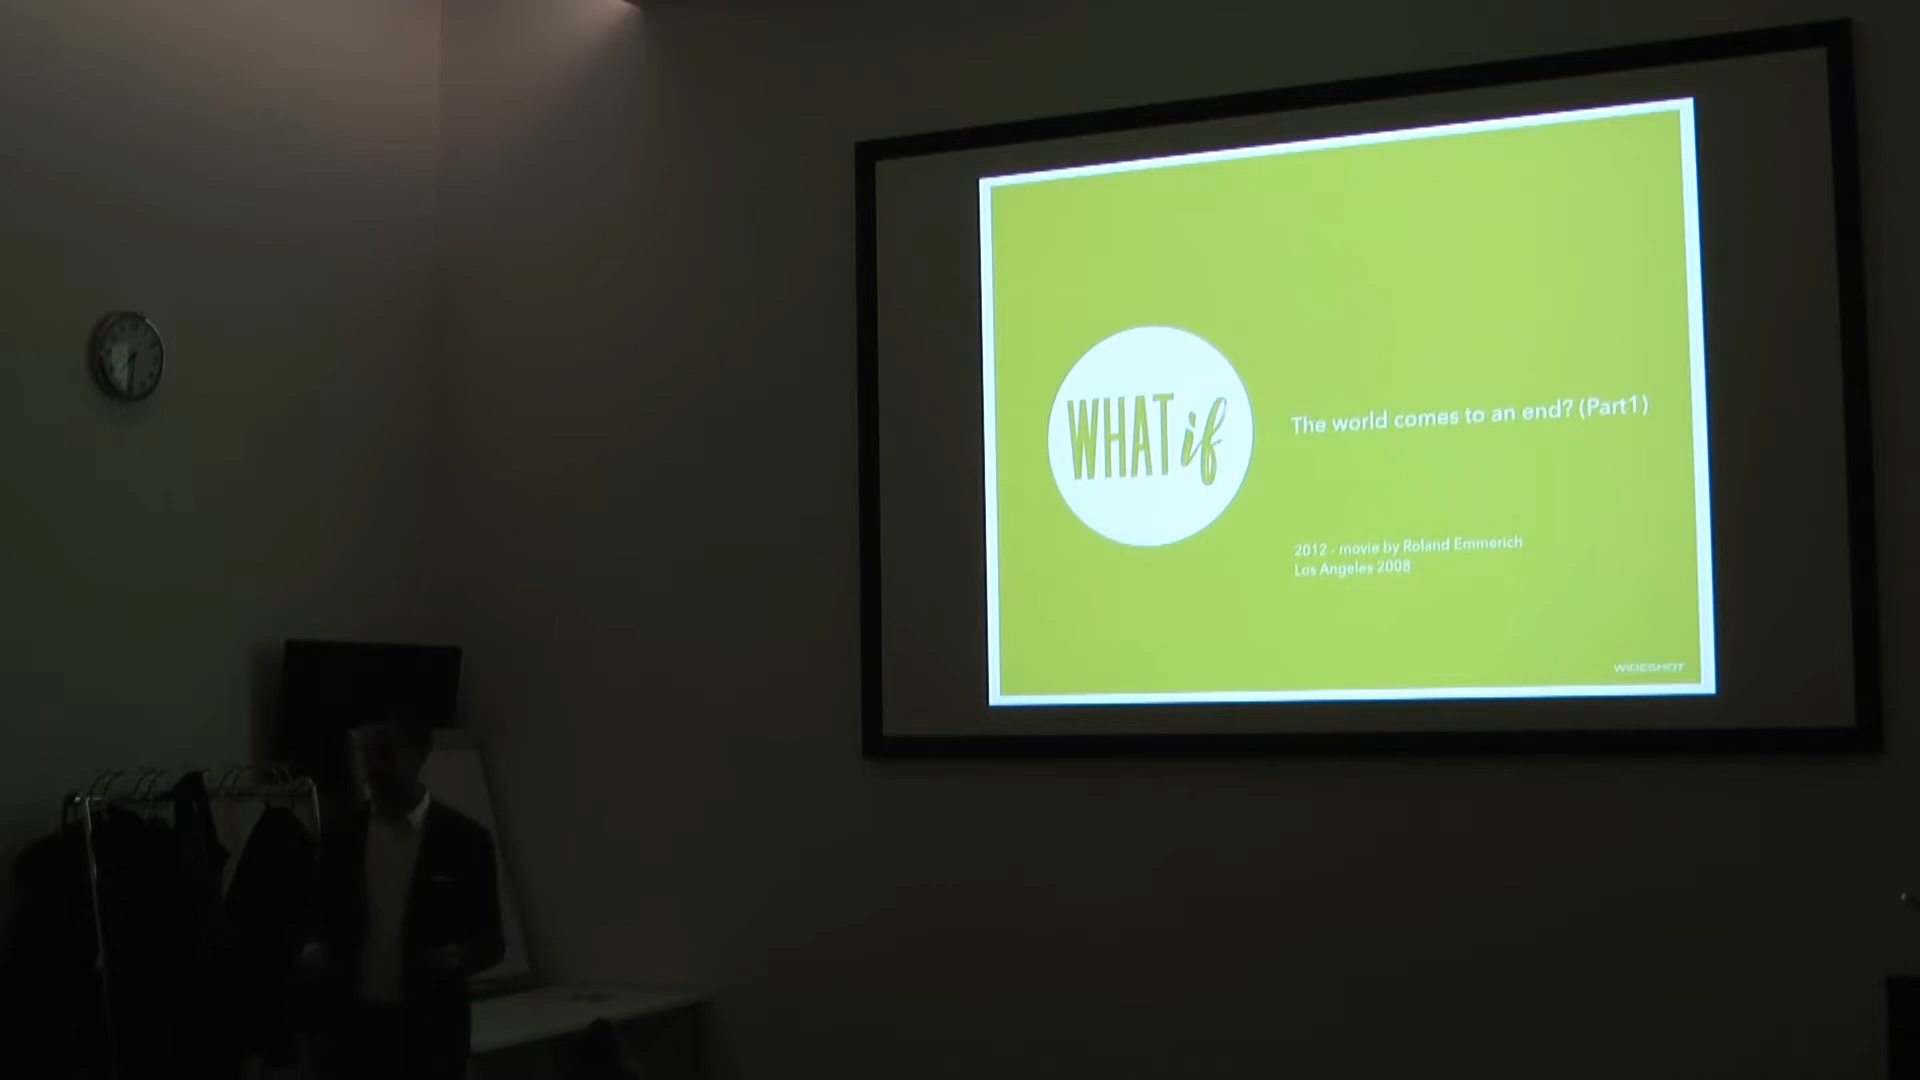 WHAT if
The world comes to an end? (Part1)
2012 - movie by Roland Emmerich
Los Angeles 2008
WIDESHOT